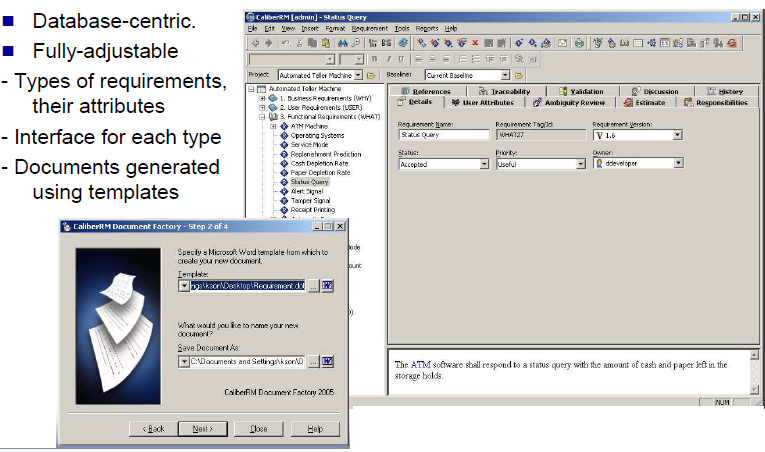 Database-centric.
Fully-adjustable
- Types of requirements,
their attributes
- Interface for each type
- Documents generated
using templates
CaliberRM [admin] - Status Query
File Edit View Insert Format Requirement Tools Reports Help
Project: Automated Teller Machine Baseline: Current Baseline
Automated Teller Machine
1. Business Requirements (WHY)
2. User Requirements (USER)
3. Functional Requirements (WHAT)
ATM Machine
Operating Systems
Service Mode
Replenishment Prediction
Cash Depletion Rate
Paper Depletion Rate
Status Query
Alert Signal
Tamper Signal
Receipt Printing
References Traceability Validation Discussion History
Details User Attributes Ambiguity Review Estimate Responsibilities
Requirement Name: Requirement Tag/Id: Requirement Version:
Status Query WHAT27 1.6
Status: Priority: Owner:
Accepted Useful ddeveloper
The ATM software shall respond to a status query with the amount of cash and paper left in the
storage holds.
NUM
CaliberRM Document Factory - Step 2 of 4
Specify a Microsoft Word template from which to
create your new document.
Template:
ngs\kson\Desktop\Requirement.dot
What would you like to name your new
document?
Save Document As:
C:\Documents and Settings\kson\D
CaliberRM Document Factory 2005
< Back Next > Close Help